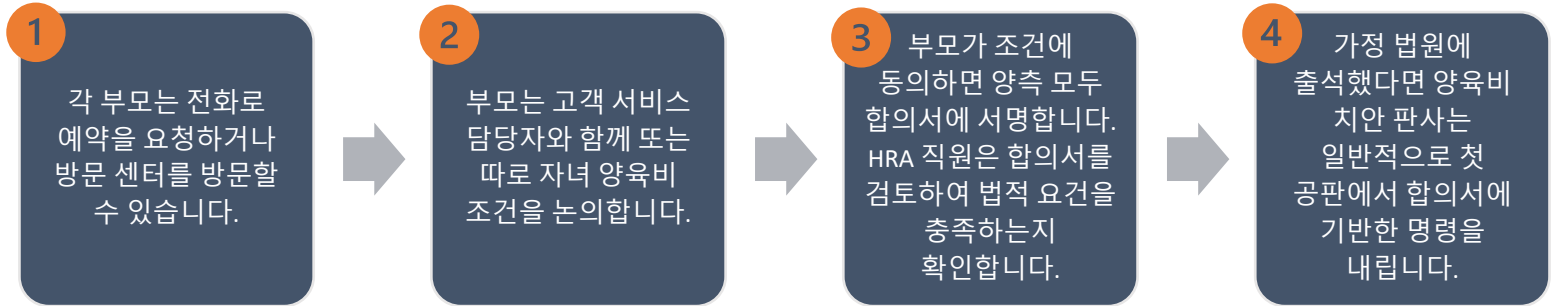 1
각 부모는 전화로
예약을 요청하거나
방문 센터를 방문할
수 있습니다.
2
부모는 고객 서비스
담당자와 함께 또는
따로 자녀 양육비
조건을 논의합니다.
3
부모가 조건에
동의하면 양측 모두
합의서에 서명합니다.
HRA 직원은 합의서를
검토하여 법적 요건을
충족하는지
확인합니다.
4
가정 법원에
출석했다면 양육비
치안 판사는
일반적으로 첫
공판에서 합의서에
기반한 명령을
내립니다.